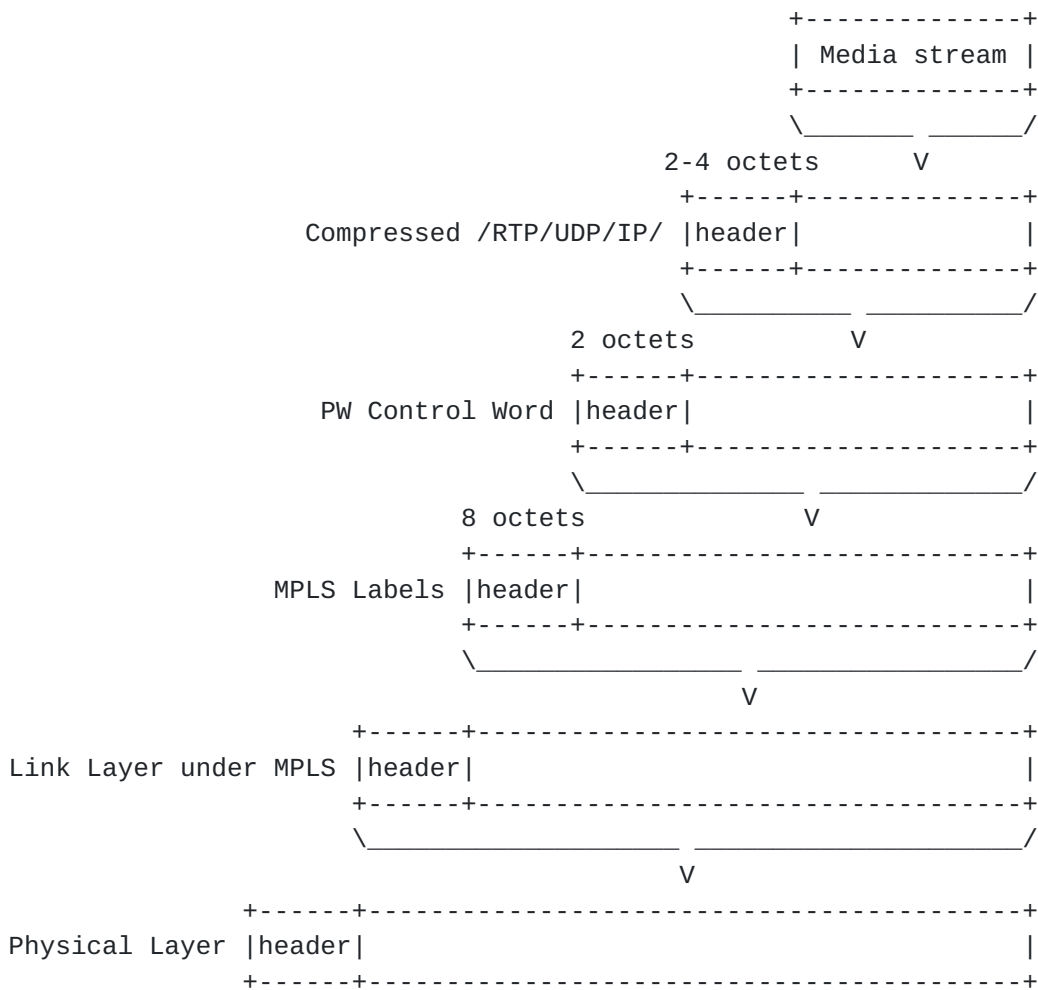 Media stream
2-4 octets
Compressed /RTP/UDP/IP/ header
2 octets
PW Control Word header
8 octets
MPLS Labels header
Link Layer under MPLS header
Physical Layer header